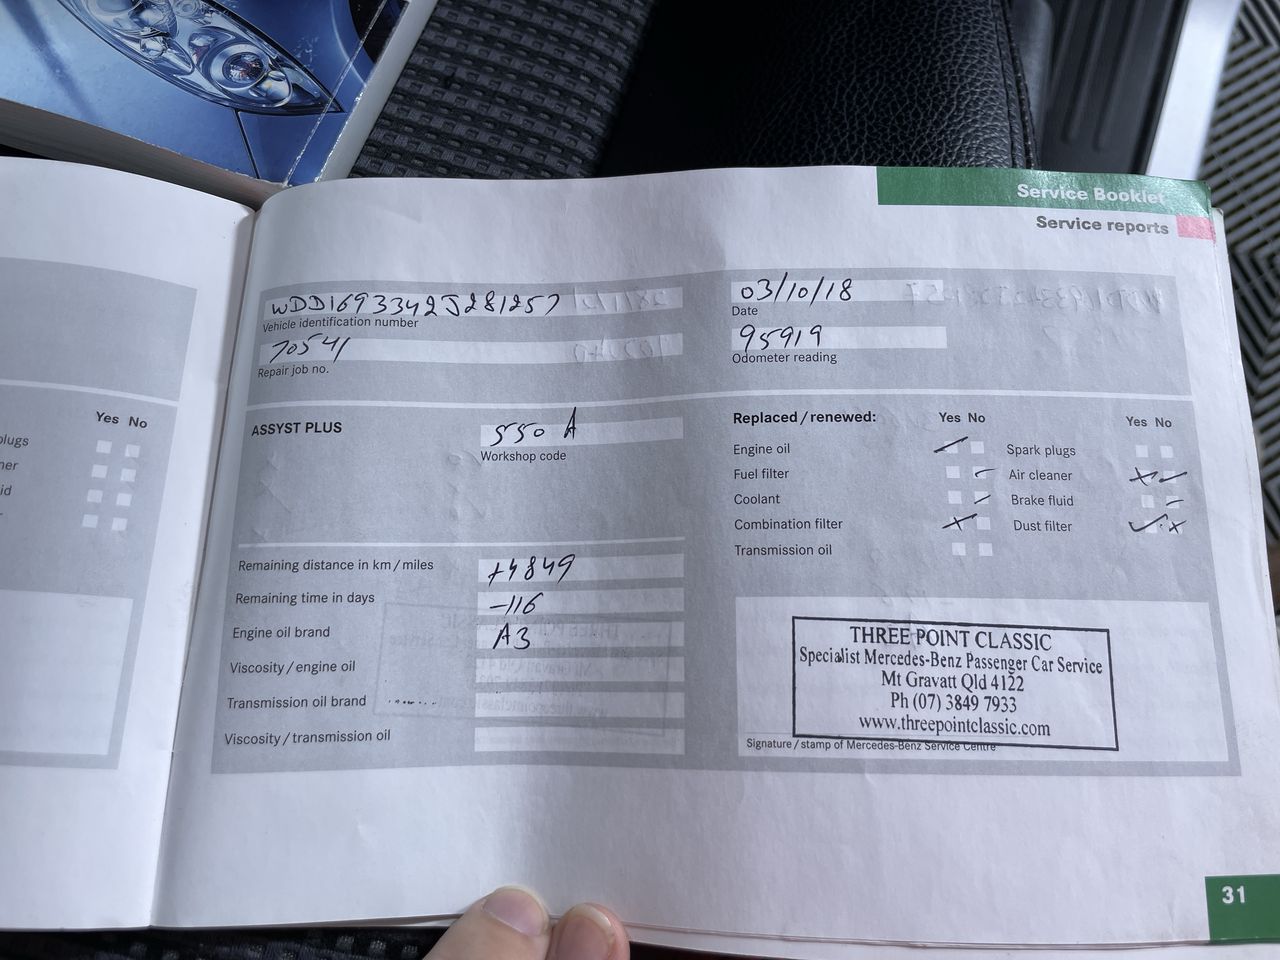 Service Booklet
Service reports
WDD1693342J281257
Vehicle identification number
03/10/18
Date
70541
Repair job no.
95919
Odometer reading
Yes No
ASSYST PLUS
550 A
Workshop code
Replaced / renewed:
Yes No
Yes No
Engine oil
Spark plugs
Fuel filter
Air cleaner
Coolant
Brake fluid
Combination filter
Dust filter
Transmission oil
Remaining distance in km / miles
+4849
Remaining time in days
-116
Engine oil brand
A3
Viscosity / engine oil
Transmission oil brand
Viscosity / transmission oil
THREE POINT CLASSIC
Specialist Mercedes-Benz Passenger Car Service
Mt Gravatt Qld 4122
Ph (07) 3849 7933
www.threepointclassic.com
Signature / stamp of Mercedes-Benz Service Centre
31